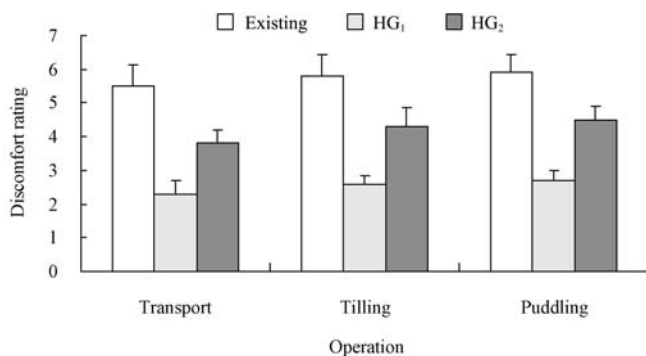 Existing HG₁ HG₂
7
6
5
4
3
2
1
0
Discomfort rating
Transport Tilling Puddling
Operation